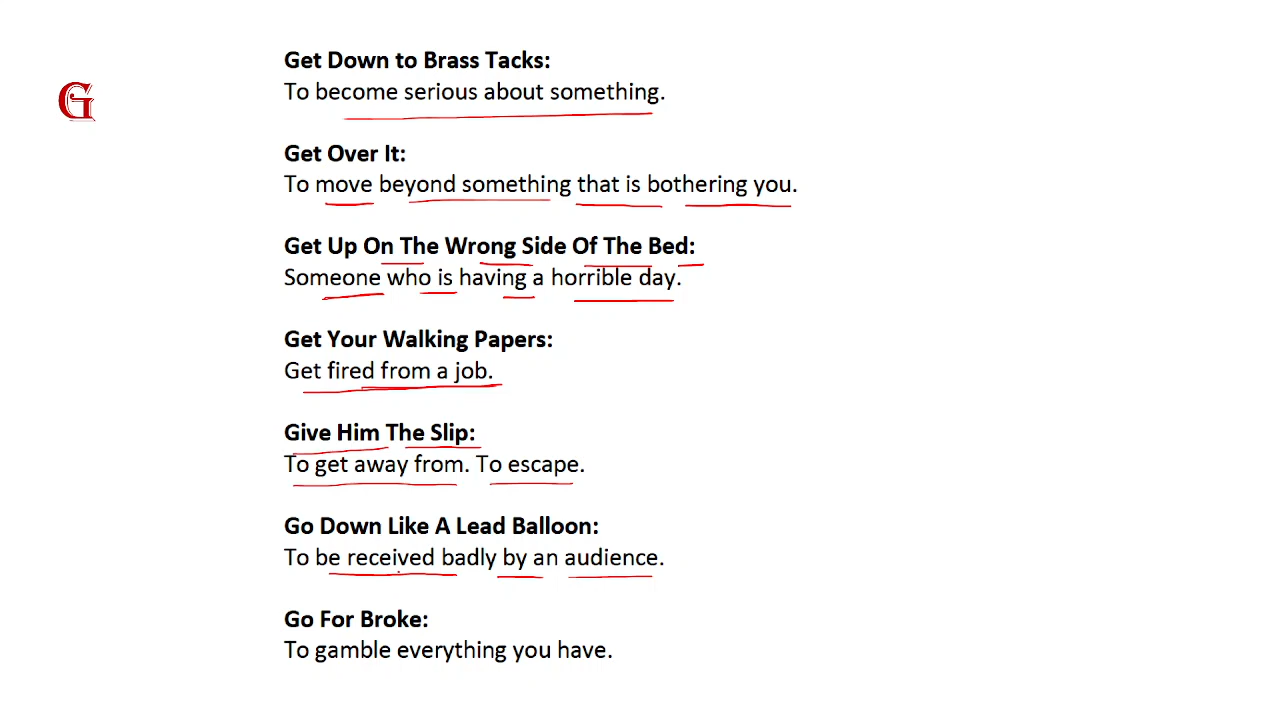 G
Get Down to Brass Tacks:
To become serious about something.
Get Over It:
To move beyond something that is bothering you.
Get Up On The Wrong Side Of The Bed:
Someone who is having a horrible day.
Get Your Walking Papers:
Get fired from a job.
Give Him The Slip:
To get away from. To escape.
Go Down Like A Lead Balloon:
To be received badly by an audience.
Go For Broke:
To gamble everything you have.